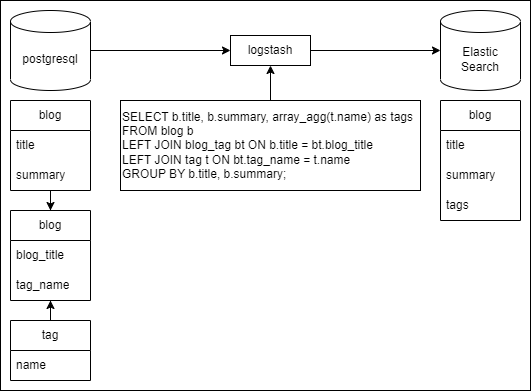 postgresql
logstash
Elastic
Search
blog
title
summary
SELECT b.title, b.summary, array_agg(t.name) as tags
FROM blog b
LEFT JOIN blog_tag bt ON b.title = bt.blog_title
LEFT JOIN tag t ON bt.tag_name = t.name
GROUP BY b.title, b.summary;
blog
title
summary
tags
blog
blog_title
tag_name
tag
name